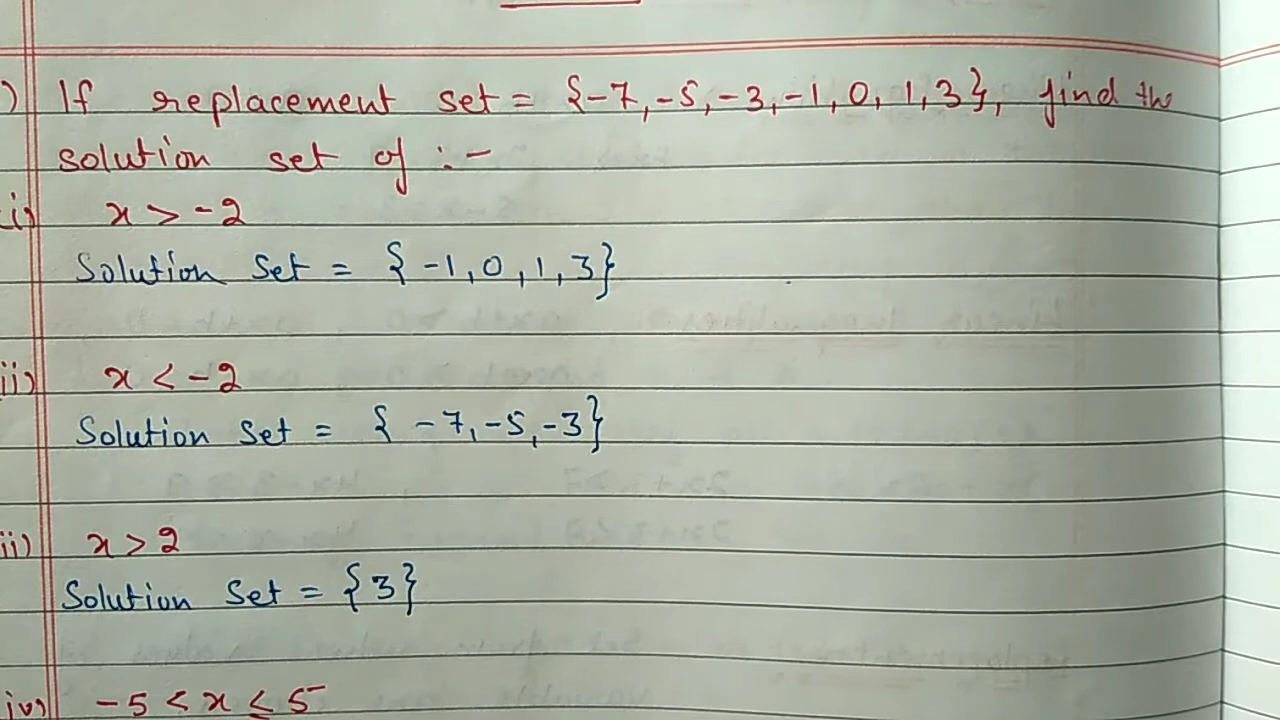 ) If replacement set = {-7, -5, -3, -1, 0, 1, 3}, find the
solution set of :-
i) x > -2
Solution Set = {-1, 0, 1, 3}
ii) x < -2
Solution Set = { -7, -5, -3}
ii) x > 2
Solution Set = {3}
iv) -5 < x ≤ 5